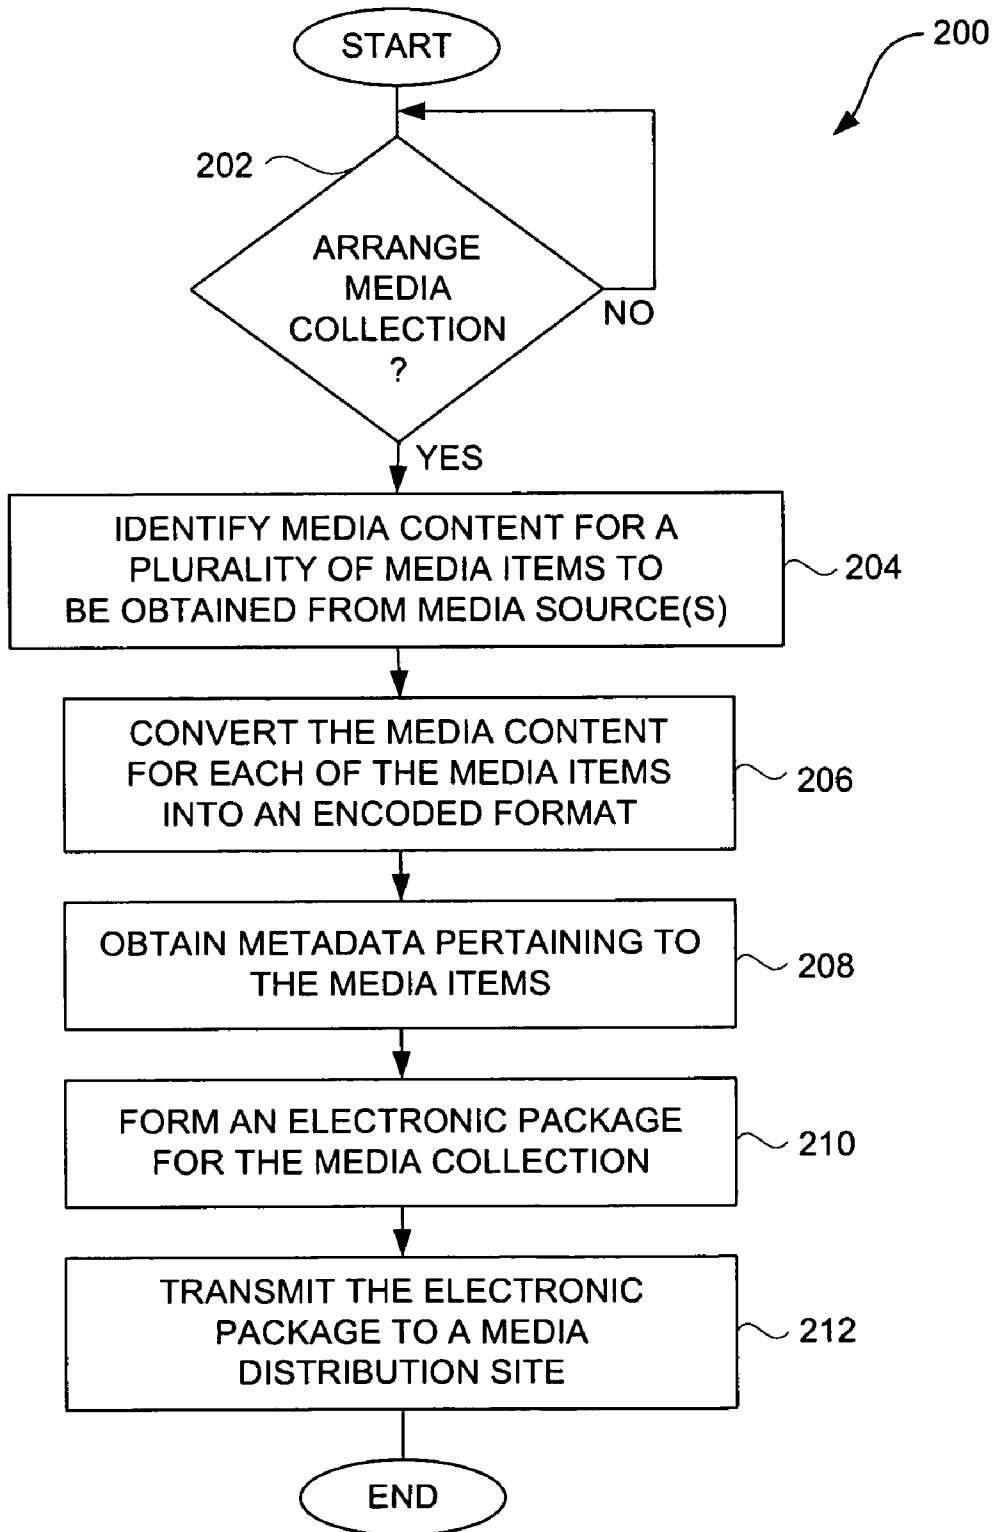 START
200
202
ARRANGE
MEDIA
COLLECTION
?
NO
YES
IDENTIFY MEDIA CONTENT FOR A
PLURALITY OF MEDIA ITEMS TO
BE OBTAINED FROM MEDIA SOURCE(S)
204
CONVERT THE MEDIA CONTENT
FOR EACH OF THE MEDIA ITEMS
INTO AN ENCODED FORMAT
206
OBTAIN METADATA PERTAINING TO
THE MEDIA ITEMS
208
FORM AN ELECTRONIC PACKAGE
FOR THE MEDIA COLLECTION
210
TRANSMIT THE ELECTRONIC
PACKAGE TO A MEDIA
DISTRIBUTION SITE
212
END